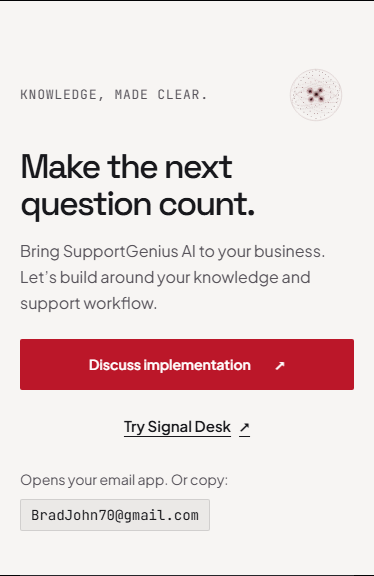 KNOWLEDGE, MADE CLEAR.
Make the next
question count.
Bring SupportGenius AI to your business.
Let's build around your knowledge and
support workflow.
Discuss implementation ↗
Try Signal Desk ↗
Opens your email app. Or copy:
BradJohn70@gmail.com